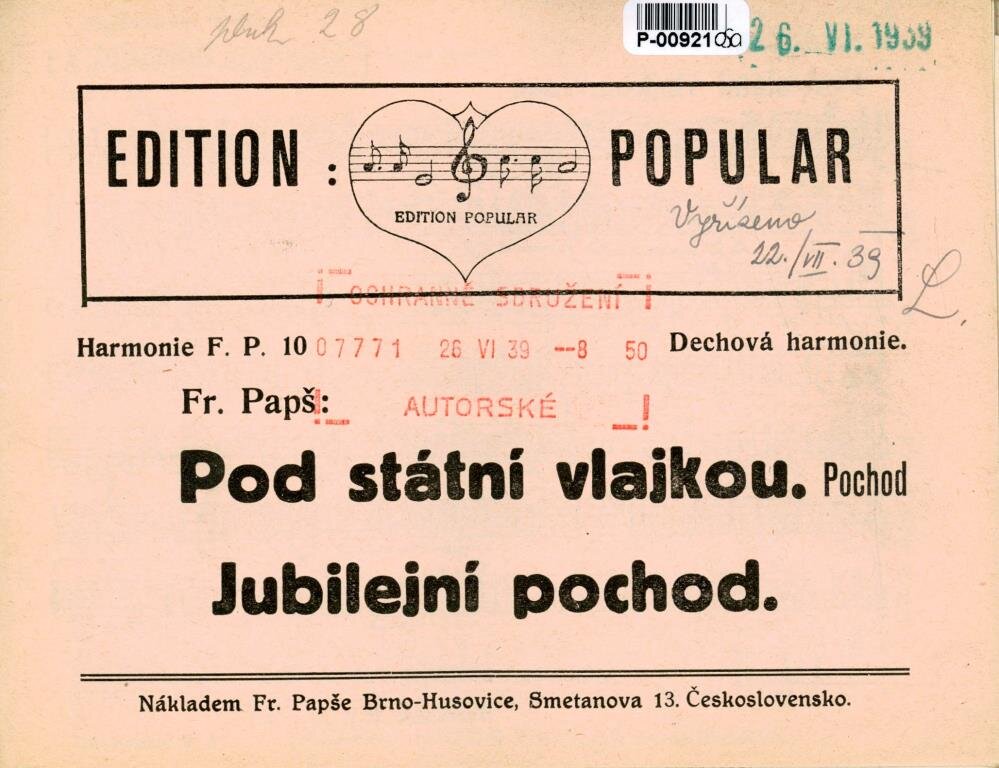 P-00921
26. VI. 1939
EDITION : POPULAR
EDITION POPULAR
Vyřízeno
22./VII. 39
OCHRANNÉ SDRUŽENÍ
Harmonie F. P. 10 07771 26 VI 39 --8 50 Dechová harmonie.
Fr. Papš: AUTORSKÉ
Pod státní vlajkou. Pochod
Jubilejní pochod.
Nákladem Fr. Papše Brno-Husovice, Smetanova 13. Československo.